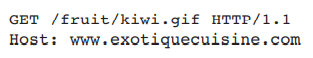 GET /fruit/kiwi.gif HTTP/1.1
Host: www.exotiquecuisine.com